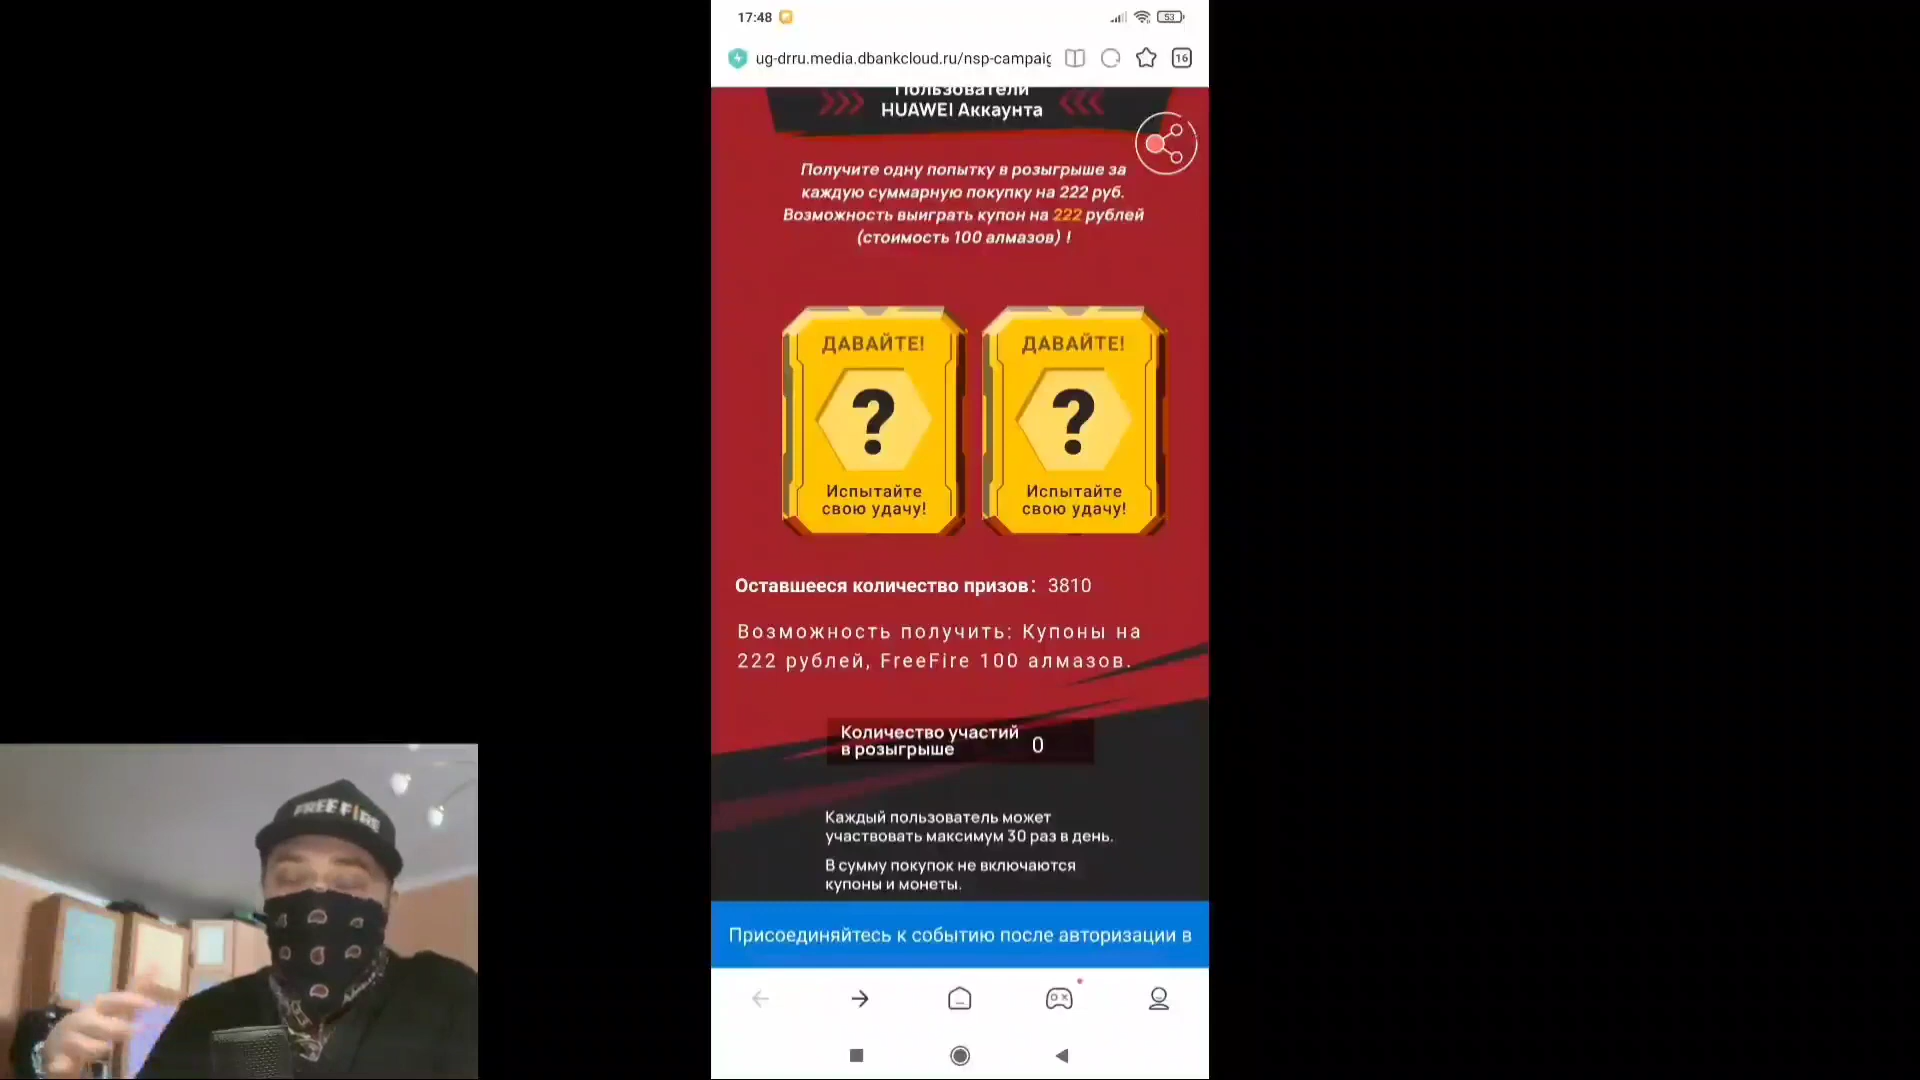 17:48
53
ug-drru.media.dbankcloud.ru/nsp-campaig
16
Пользователи
HUAWEI Аккаунта
Получите одну попытку в розыгрыше за
каждую суммарную покупку на 222 руб.
Возможность выиграть купон на 222 рублей
(стоимость 100 алмазов) !
ДАВАЙТЕ!
?
Испытайте
свою удачу!
ДАВАЙТЕ!
?
Испытайте
свою удачу!
Оставшееся количество призов: 3810
Возможность получить: Купоны на
222 рублей, FreeFire 100 алмазов.
Количество участий
в розыгрыше 0
Каждый пользователь может
участвовать максимум 30 раз в день.
В сумму покупок не включаются
купоны и монеты.
Присоединяйтесь к событию после авторизации в
FREE FIRE